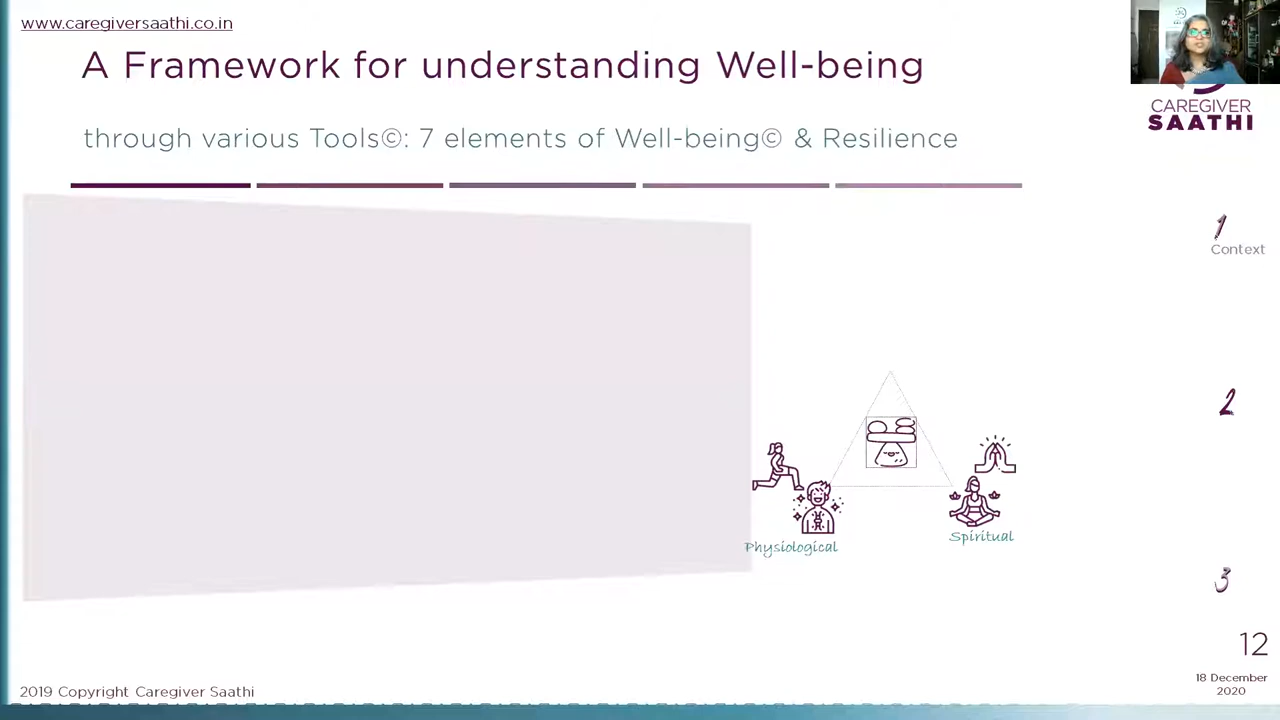 www.caregiversaathi.co.in
A Framework for understanding Well-being
through various Tools©: 7 elements of Well-being© & Resilience
CAREGIVER
SAATHI
1
Context
2
Physiological
Spiritual
3
12
18 December
2020
2019 Copyright Caregiver Saathi